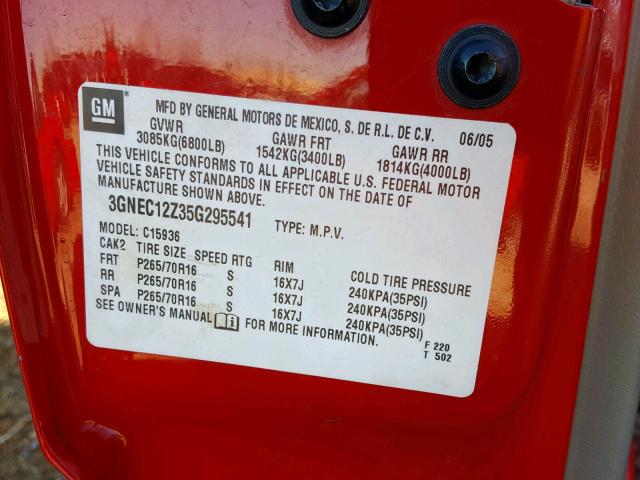 GM ® MFD BY GENERAL MOTORS DE MEXICO, S. DE R.L. DE C.V. 06/05
GVWR GAWR FRT GAWR RR
3085KG(6800LB) 1542KG(3400LB) 1814KG(4000LB)
THIS VEHICLE CONFORMS TO ALL APPLICABLE U.S. FEDERAL MOTOR
VEHICLE SAFETY STANDARDS IN EFFECT ON THE DATE OF
MANUFACTURE SHOWN ABOVE.
3GNEC12Z35G295541 TYPE: M.P.V.
MODEL: C15936
CAK2 TIRE SIZE SPEED RTG RIM COLD TIRE PRESSURE
FRT P265/70R16 S 16X7J 240KPA(35PSI)
RR P265/70R16 S 16X7J 240KPA(35PSI)
SPA P265/70R16 S 16X7J 240KPA(35PSI)
SEE OWNER'S MANUAL FOR MORE INFORMATION.
F 220
T 502